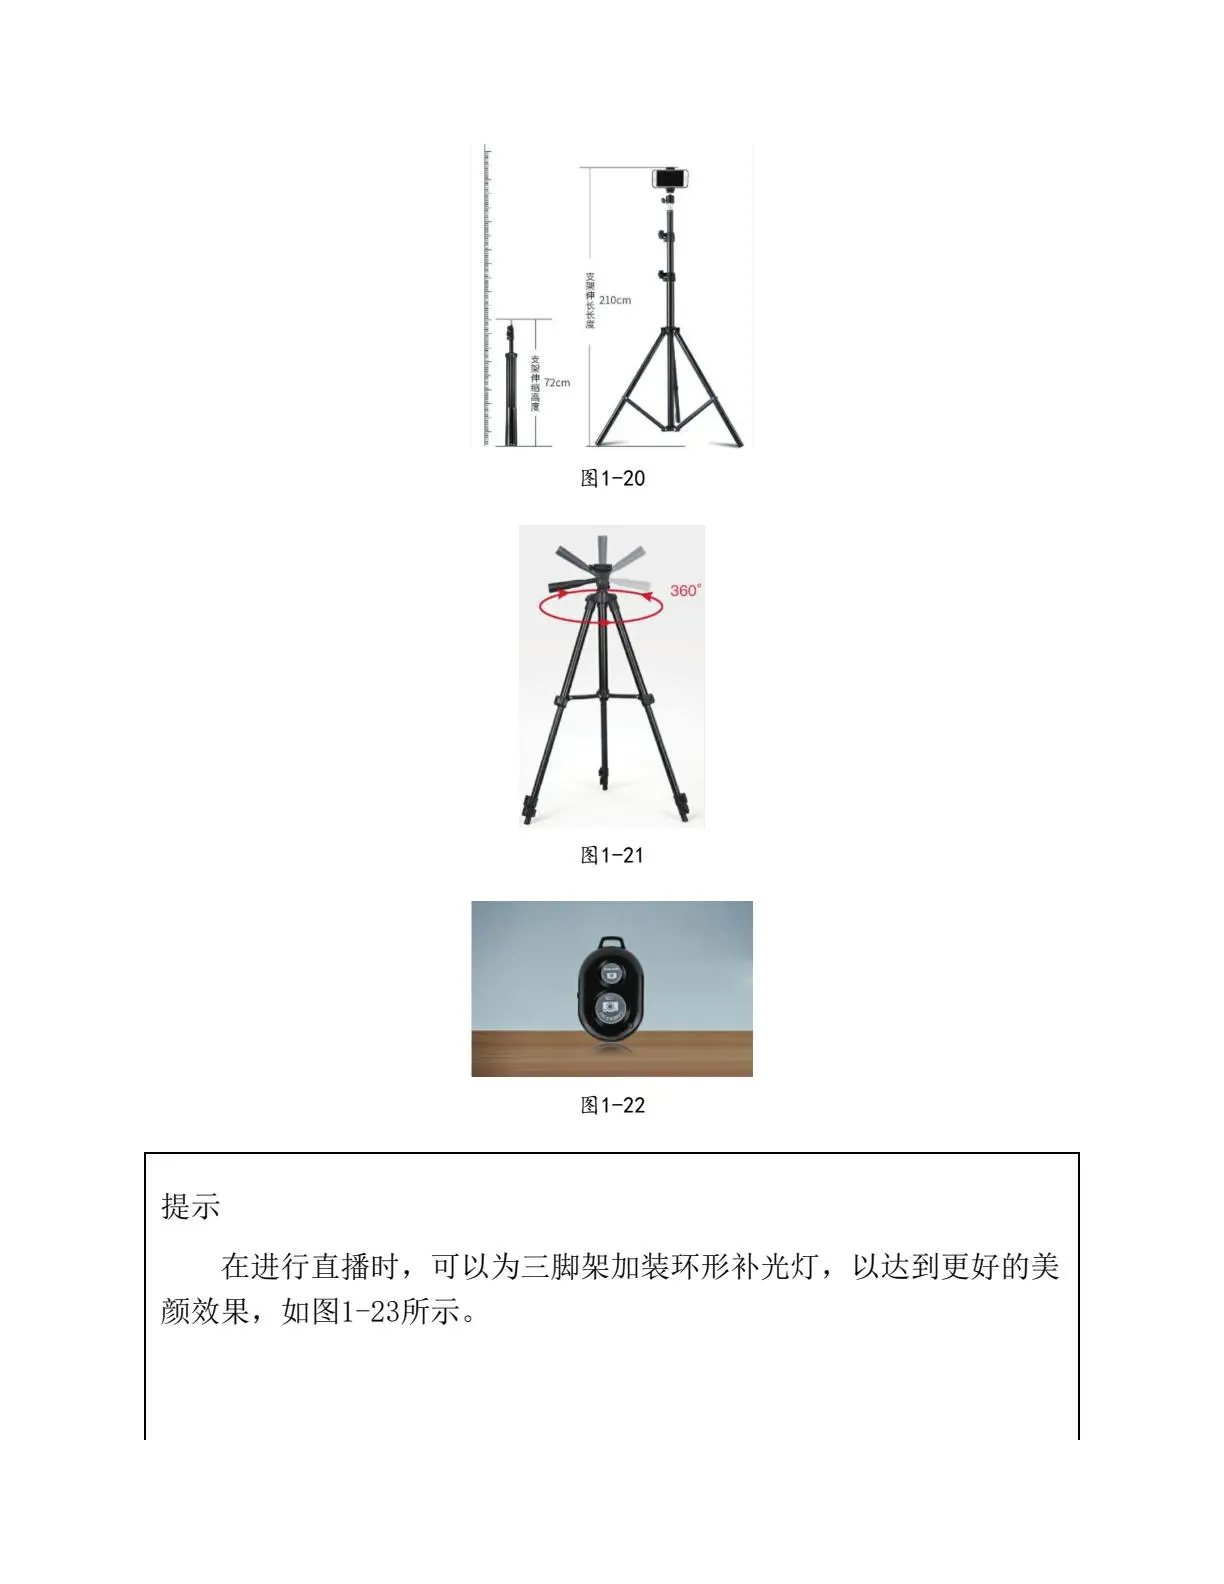 支架伸长长路
210cm
支架伸缩高度
72cm
图1-20
360°
图1-21
图1-22
提示
在进行直播时，可以为三脚架加装环形补光灯，以达到更好的美
颜效果，如图1-23所示。